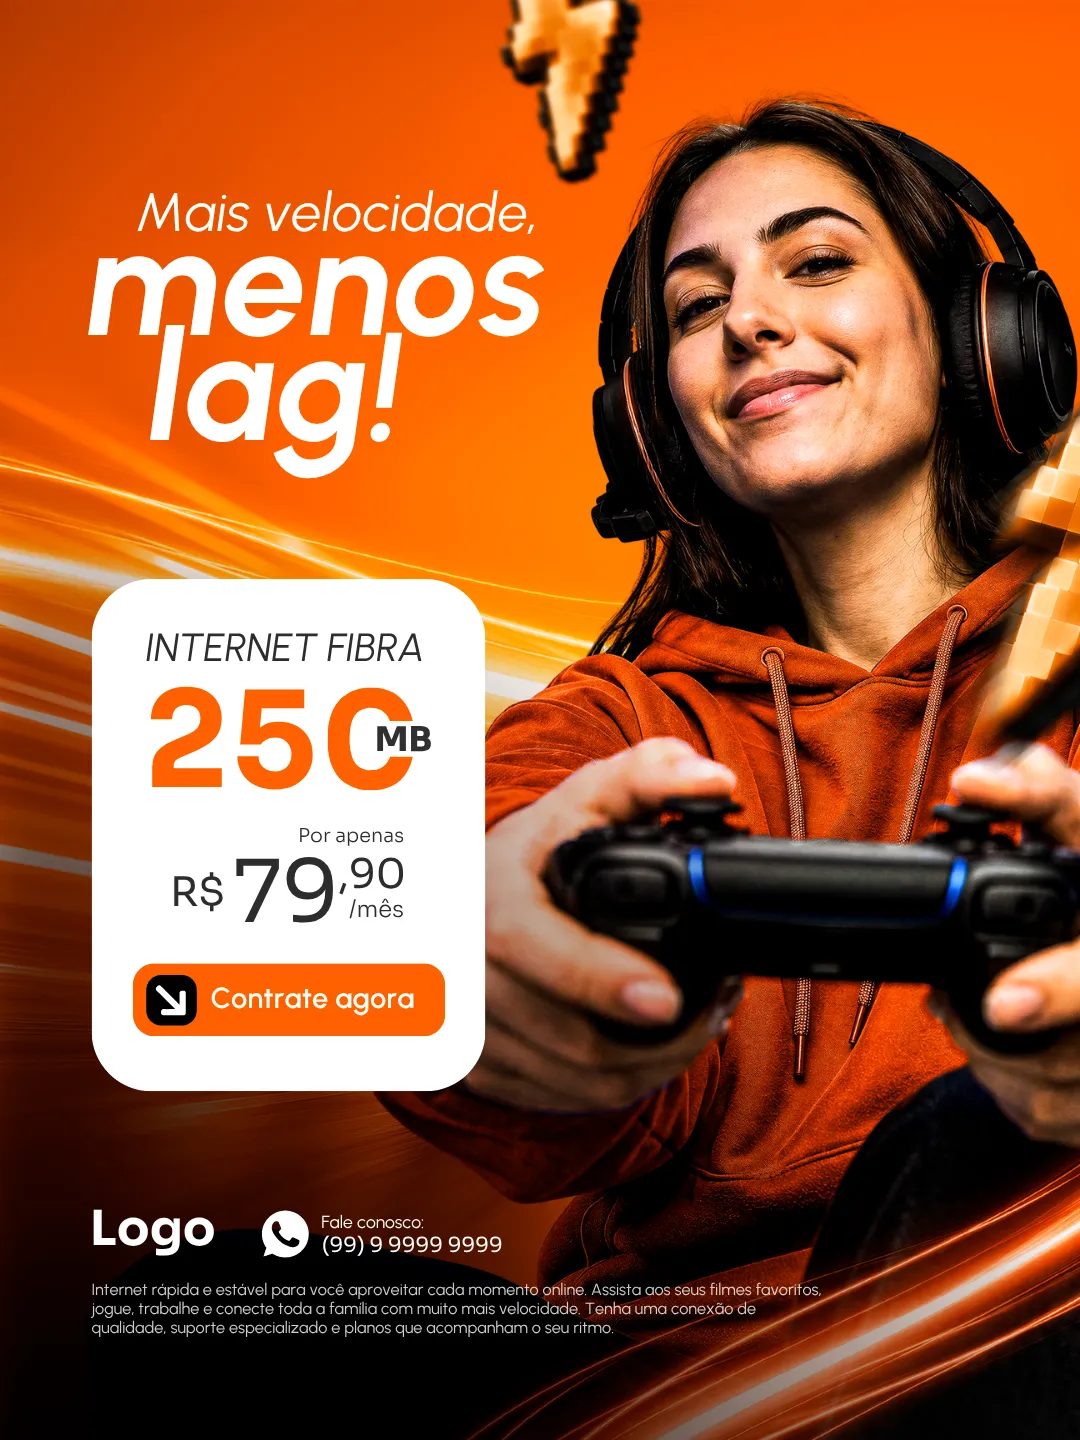 Mais velocidade,
menos
lag!
INTERNET FIBRA
250 MB
Por apenas
R$ 79,90
/mês
Contrate agora
Logo
Fale conosco:
(99) 9 9999 9999
Internet rápida e estável para você aproveitar cada momento online. Assista aos seus filmes favoritos,
jogue, trabalhe e conecte toda a família com muito mais velocidade. Tenha uma conexão de
qualidade, suporte especializado e planos que acompanham o seu ritmo.